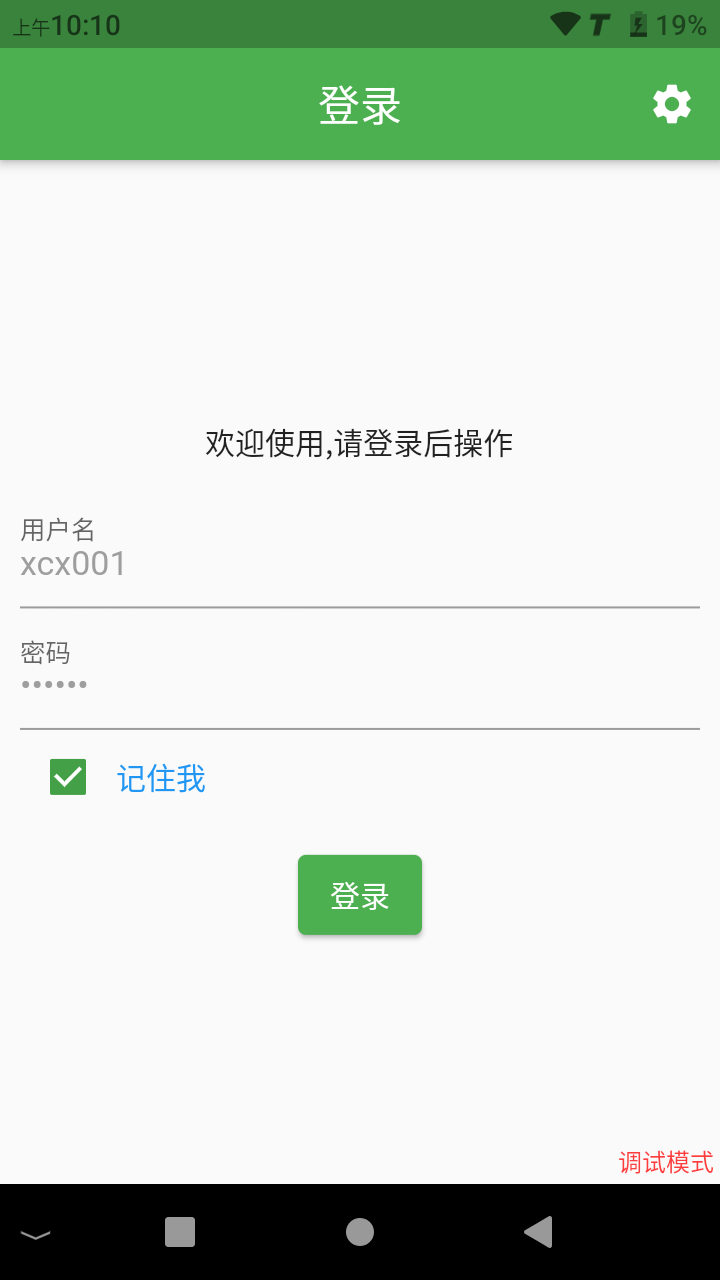 上午10:10
19%
登录
欢迎使用,请登录后操作
用户名
xcx001
密码
••••••
记住我
登录
调试模式